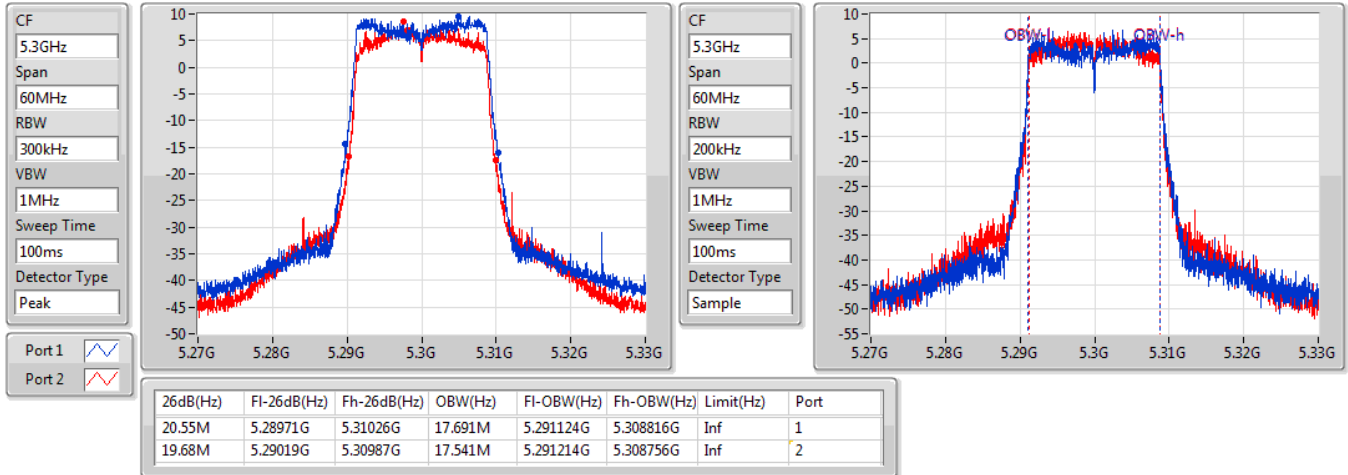 CF
5.3GHz
Span
60MHz
RBW
300kHz
VBW
1MHz
Sweep Time
100ms
Detector Type
Peak
10
5
0
-5
-10
-15
-20
-25
-30
-35
-40
-45
-50
5.27G 5.28G 5.29G 5.3G 5.31G 5.32G 5.33G
CF
5.3GHz
Span
60MHz
RBW
200kHz
VBW
1MHz
Sweep Time
100ms
Detector Type
Sample
10
5
0
-5
-10
-15
-20
-25
-30
-35
-40
-45
-50
-55
OBW-l OBW-h
5.27G 5.28G 5.29G 5.3G 5.31G 5.32G 5.33G
Port 1
Port 2
26dB(Hz) Fl-26dB(Hz) Fh-26dB(Hz) OBW(Hz) Fl-OBW(Hz) Fh-OBW(Hz) Limit(Hz) Port
20.55M 5.28971G 5.31026G 17.691M 5.291124G 5.308816G Inf 1
19.68M 5.29019G 5.30987G 17.541M 5.291214G 5.308756G Inf 2